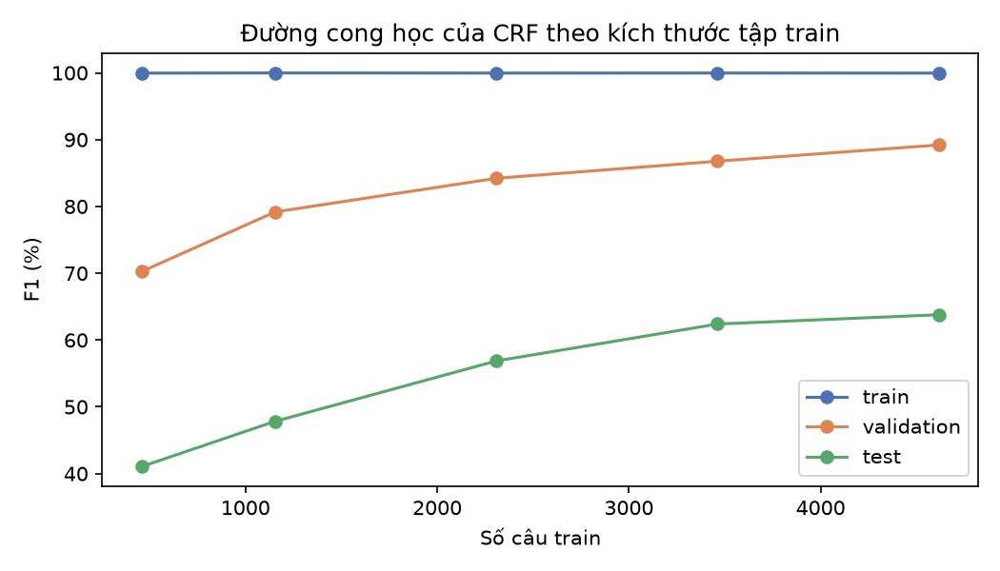 Đường cong học của CRF theo kích thước tập train
F1 (%)
100
90
80
70
60
50
40
train
validation
test
1000 2000 3000 4000
Số câu train